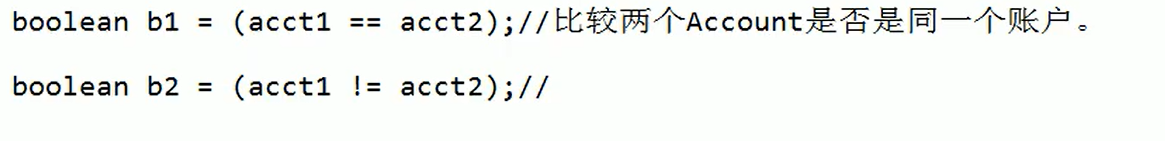 boolean b1 = (acct1 == acct2);//比较两个Account是否是同一个账户。
boolean b2 = (acct1 != acct2);//